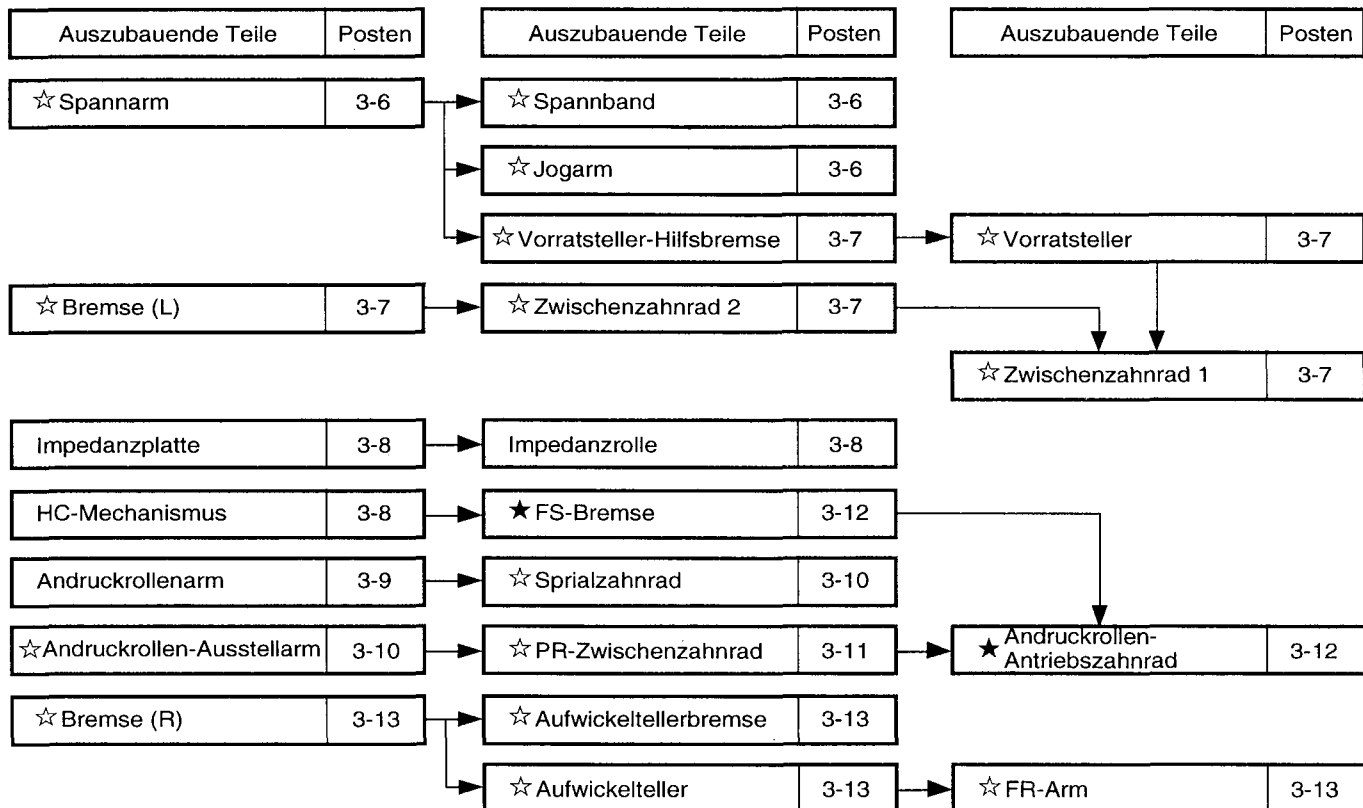 Auszubauende Teile Posten Auszubauende Teile Posten Auszubauende Teile Posten
☆Spannarm 3-6 ☆Spannband 3-6
☆Jogarm 3-6
☆Vorratsteller-Hilfsbremse 3-7 ☆Vorratsteller 3-7
☆Bremse (L) 3-7 ☆Zwischenzahnrad 2 3-7
☆Zwischenzahnrad 1 3-7
Impedanzplatte 3-8 Impedanzrolle 3-8
HC-Mechanismus 3-8 ★FS-Bremse 3-12
Andruckrollenarm 3-9 ☆Sprialzahnrad 3-10
☆Andruckrollen-Ausstellarm 3-10 ☆PR-Zwischenzahnrad 3-11 ★Andruckrollen-
Antriebszahnrad 3-12
☆Bremse (R) 3-13 ☆Aufwickeltellerbremse 3-13
☆Aufwickelteller 3-13 ☆FR-Arm 3-13